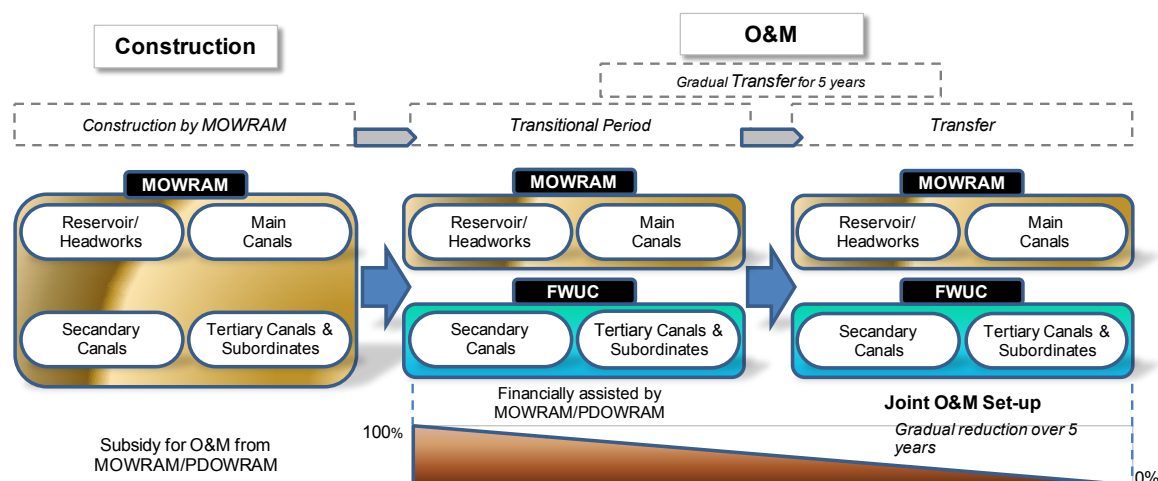 Construction
O&M
Gradual Transfer for 5 years
Construction by MOWRAM
Transitional Period
Transfer
MOWRAM
Reservoir/
Headworks
Main
Canals
Secandary
Canals
Tertiary Canals &
Subordinates
MOWRAM
Reservoir/
Headworks
Main
Canals
FWUC
Secondary
Canals
Tertiary Canals &
Subordinates
MOWRAM
Reservoir/
Headworks
Main
Canals
FWUC
Secondary
Canals
Tertiary Canals &
Subordinates
Financially assisted by
MOWRAM/PDOWRAM
Joint O&M Set-up
Gradual reduction over 5
years
Subsidy for O&M from
MOWRAM/PDOWRAM
100%
0%